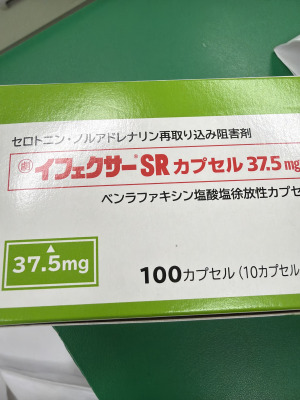 セロトニン・ノルアドレナリン再取り込み阻害剤
劇 イフェクサー®SR カプセル 37.5mg
ベンラファキシン塩酸塩徐放性カプセ
37.5mg
100カプセル(10カプセル